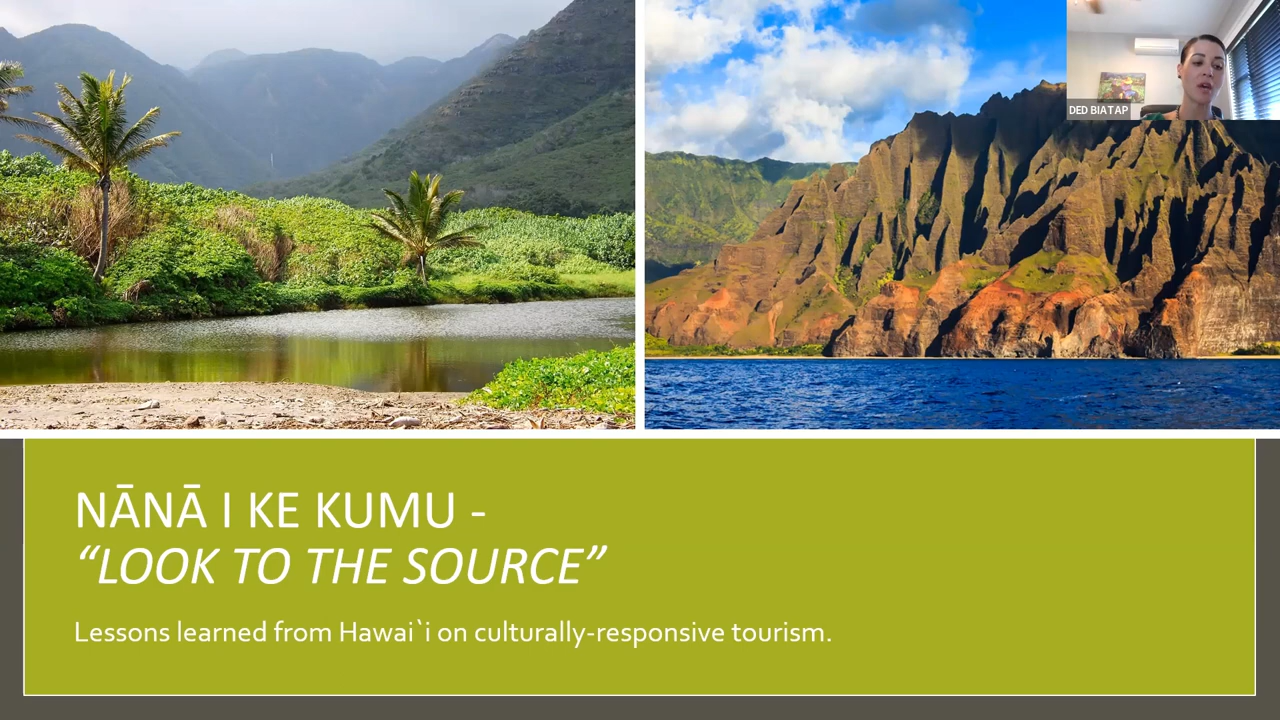 DED BIATAP
NĀNĀ I KE KUMU -
“LOOK TO THE SOURCE”
Lessons learned from Hawai`i on culturally-responsive tourism.